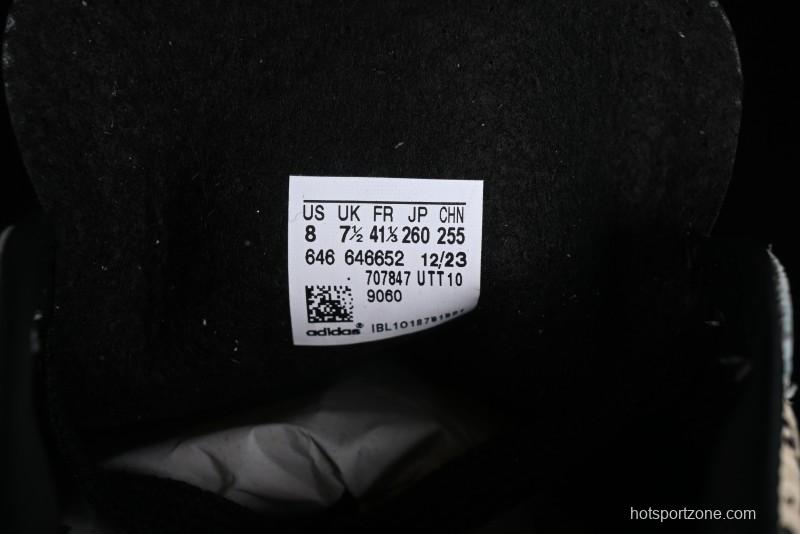 US UK FR JP CHN
8 7½ 41⅓ 260 255
646 646652 12/23
707847 UTT10
9060
adidas®
hotsportzone.com